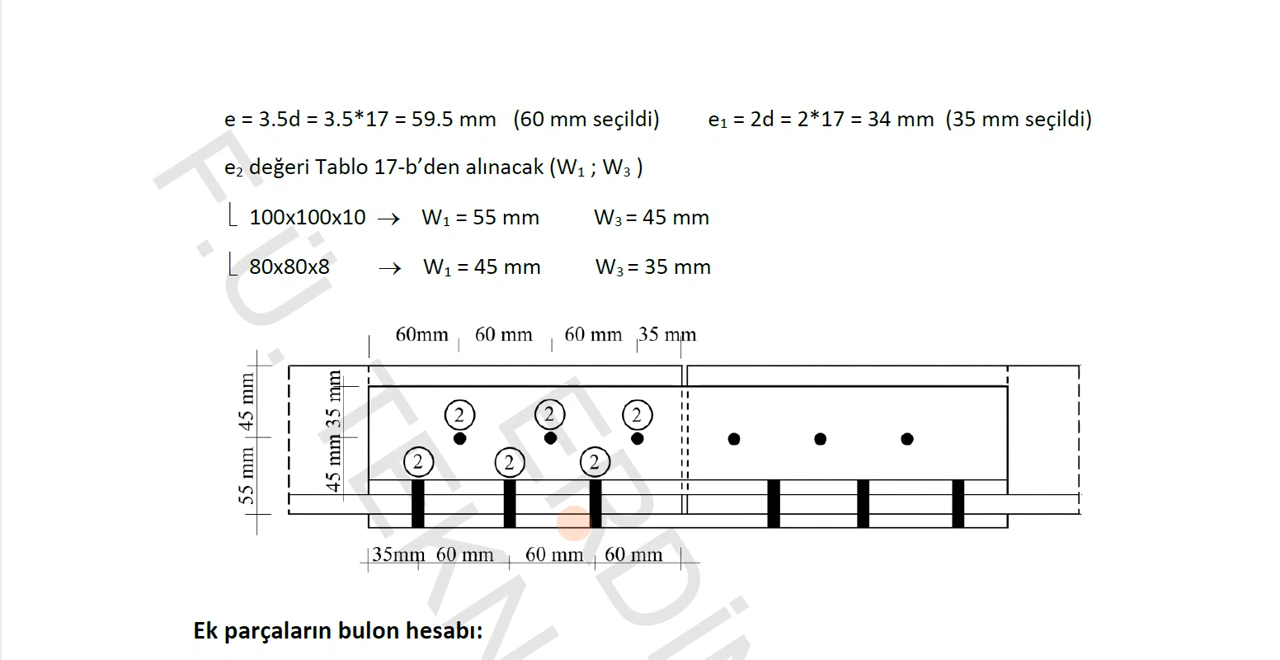 e = 3.5d = 3.5*17 = 59.5 mm (60 mm seçildi) e₁ = 2d = 2*17 = 34 mm (35 mm seçildi)
e₂ değeri Tablo 17-b’den alınacak (W₁ ; W₃ )
100x100x10 → W₁ = 55 mm W₃ = 45 mm
80x80x8 → W₁ = 45 mm W₃ = 35 mm
60mm 60 mm 60 mm 35 mm
45 mm
35 mm
2 2 2
55 mm
45 mm
2 2 2
35mm 60 mm 60 mm 60 mm
Ek parçaların bulon hesabı:
F.Ü. TEKN
ERDİ